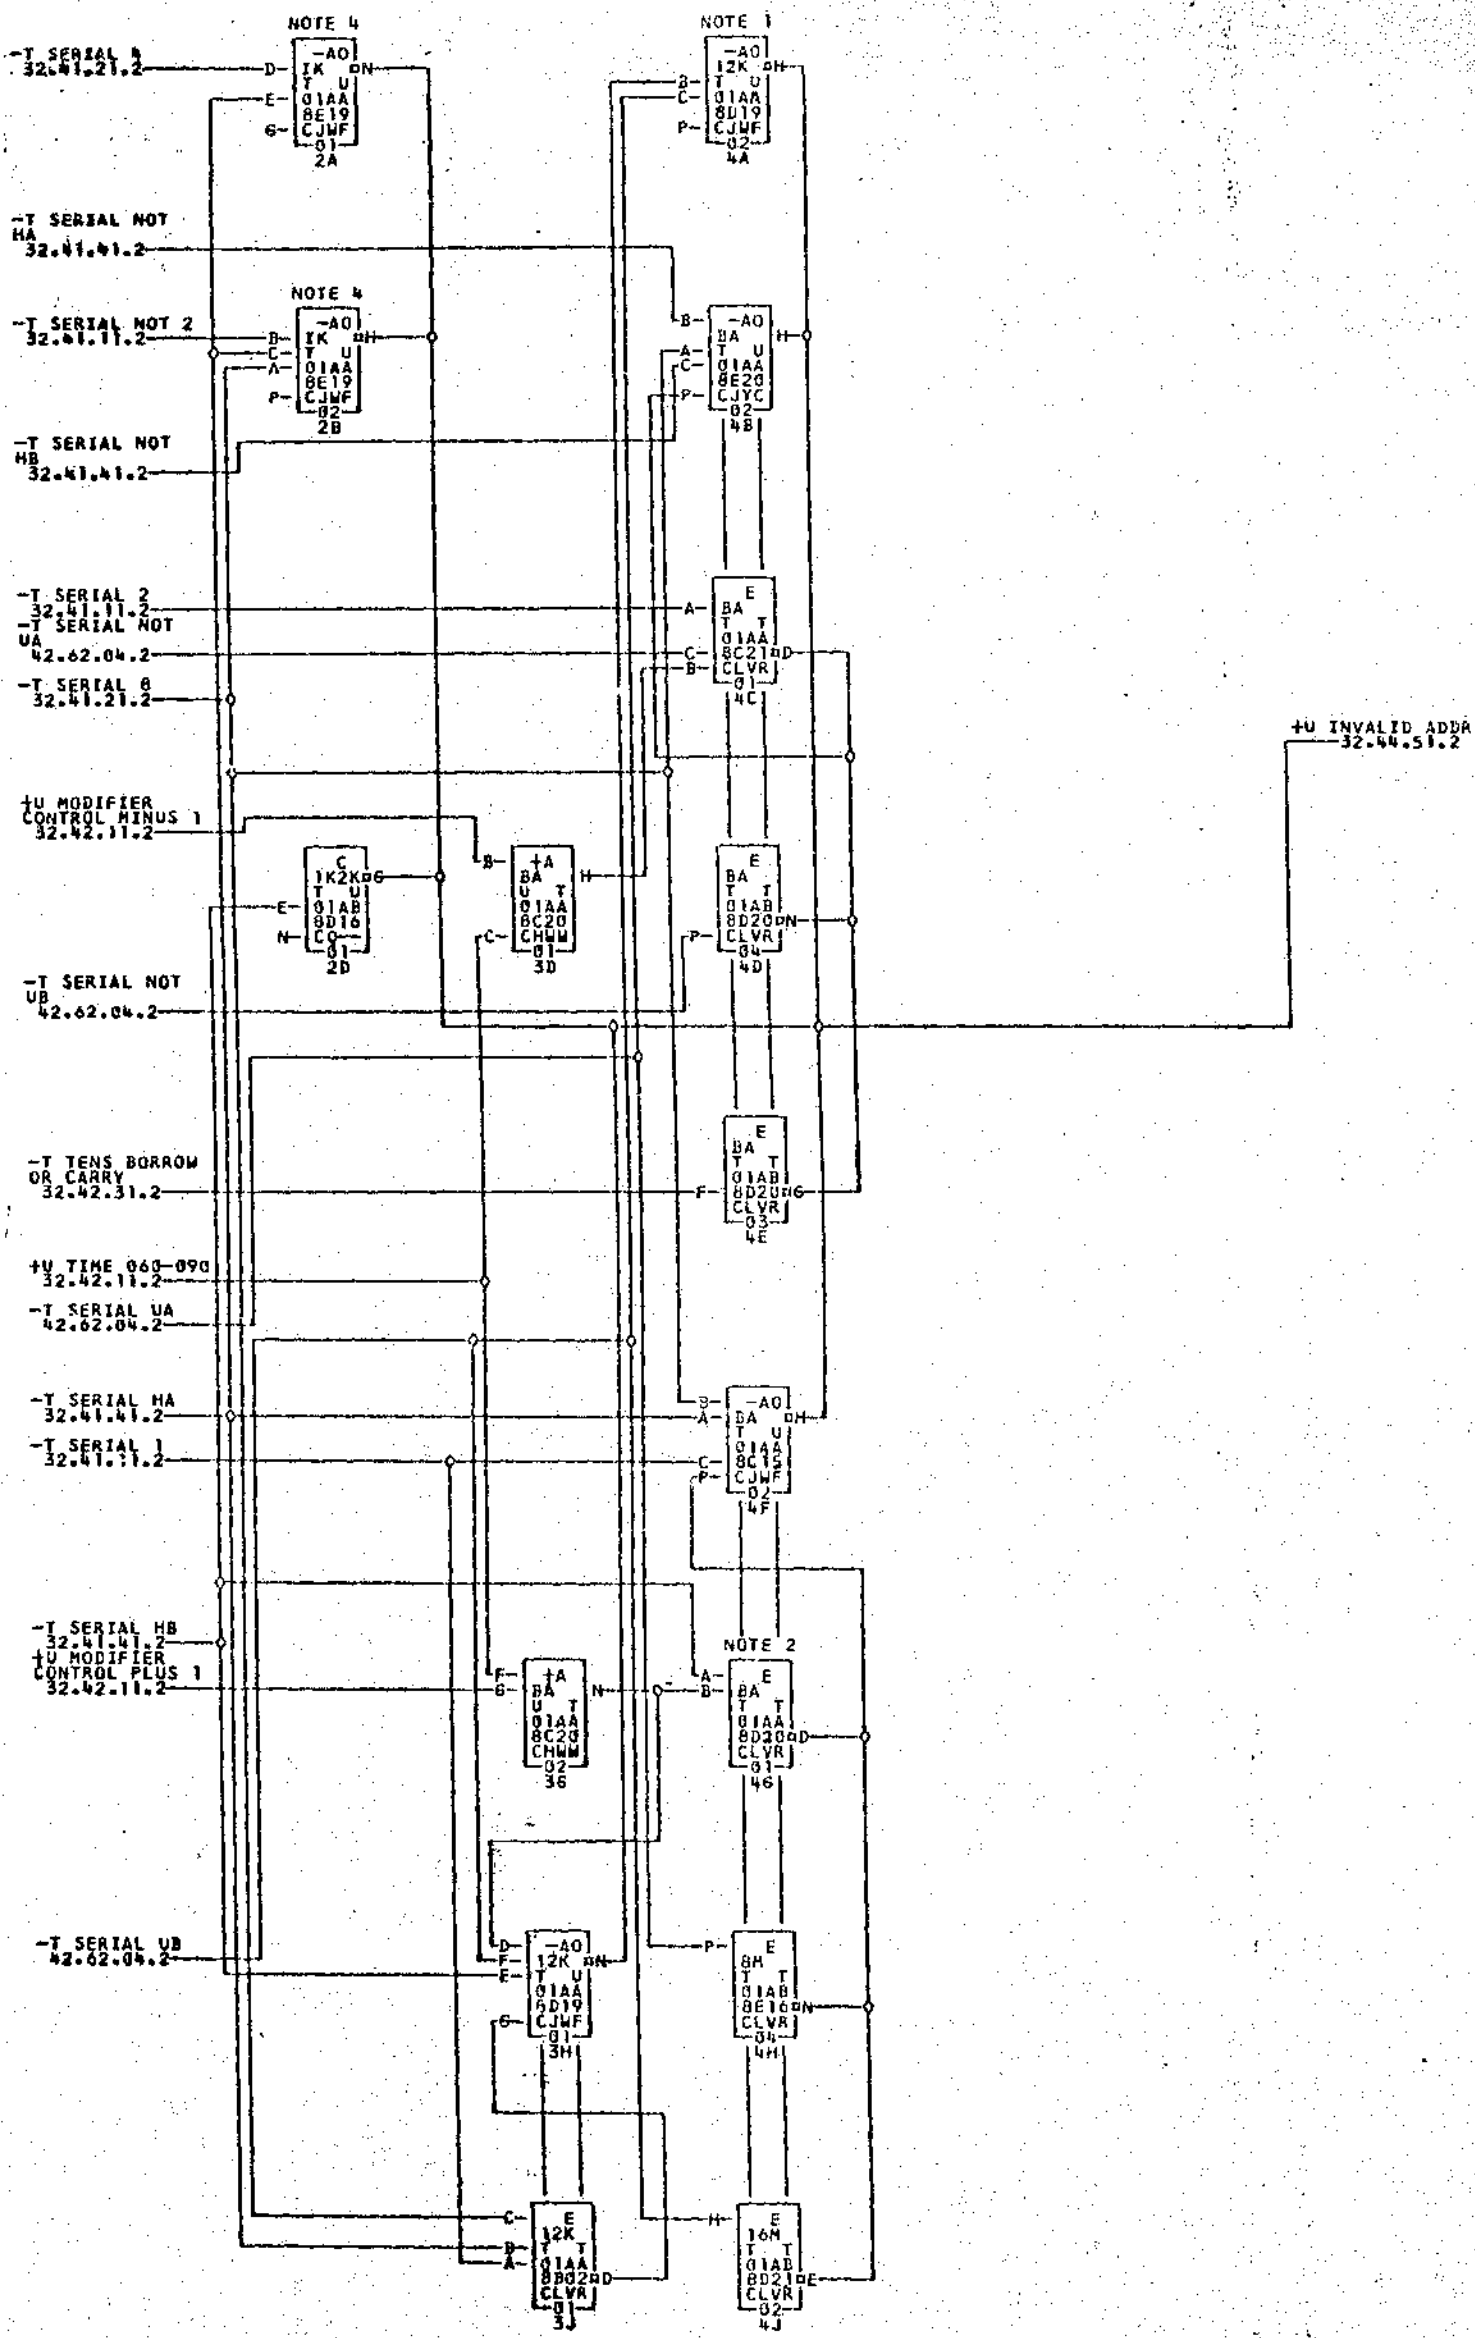 NOTE 4
NOTE 1
-T SERIAL 4
32.41.21.2
D-
E-
G-
-AO
IK
N
T U
01AA
8E19
CJWF
01
2A
B-
C-
P-
-AO
12K
H
T U
01AA
8D19
CJWF
02
4A
-T SERIAL NOT
HA
32.41.41.2
NOTE 4
-T SERIAL NOT 2
32.41.11.2
B-
C-
A-
P-
-AO
IK
H
T U
01AA
8E19
CJWF
02
2B
B-
A-
C-
P-
-AO
BA
H
T U
01AA
8E20
CJYC
02
4B
-T SERIAL NOT
HB
32.41.41.2
-T SERIAL 2
32.41.11.2
-T SERIAL NOT
UA
42.62.04.2
-T SERIAL 8
32.41.21.2
A-
C-
B-
E
BA
T T
01AA
8C21
D
CLVR
01
4C
+U INVALID ADDR
32.44.51.2
+U MODIFIER
CONTROL MINUS 1
32.42.11.2
E-
N-
C
1K2K
G
T U
01AB
8D16
CQ--
01
2D
B-
C-
+A
BA
H
U T
01AA
8C20
CHWM
01
3D
P-
E
BA
T T
01AB
8D20
N
CLVR
04
4D
-T SERIAL NOT
UB
42.62.04.2
-T TENS BORROW
OR CARRY
32.42.31.2
F-
E
BA
T T
01AB
8D20
G
CLVR
03
4E
+U TIME 060-090
32.42.11.2
-T SERIAL UA
42.62.04.2
-T SERIAL HA
32.41.41.2
-T SERIAL 1
32.41.11.2
B-
A-
C-
P-
-AO
BA
H
T U
01AA
8C15
CJWF
02
4F
-T SERIAL HB
32.41.41.2
+U MODIFIER
CONTROL PLUS 1
32.42.11.2
F-
G-
+A
BA
N
U T
01AA
8C20
CHWM
02
3G
NOTE 2
A-
B-
E
BA
T T
01AA
8D20
D
CLVR
01
4G
-T SERIAL UB
42.62.04.2
D-
F-
E-
G-
-AO
12K
N
T U
01AA
8D19
CJWF
01
3H
P-
E
8M
T T
01AB
8E16
N
CLVR
04
4H
C-
B-
A-
E
12K
T T
01AA
8B02
D
CLVR
01
3J
H-
E
16M
T T
01AB
8D21
E
CLVR
02
4J